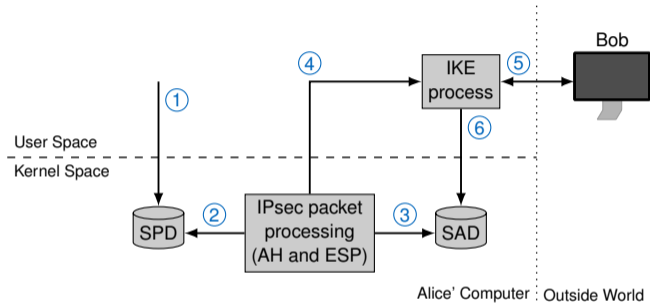 Bob
IKE
process
4
5
1
6
User Space
Kernel Space
IPsec packet
processing
(AH and ESP)
2
3
SPD
SAD
Alice' Computer
Outside World